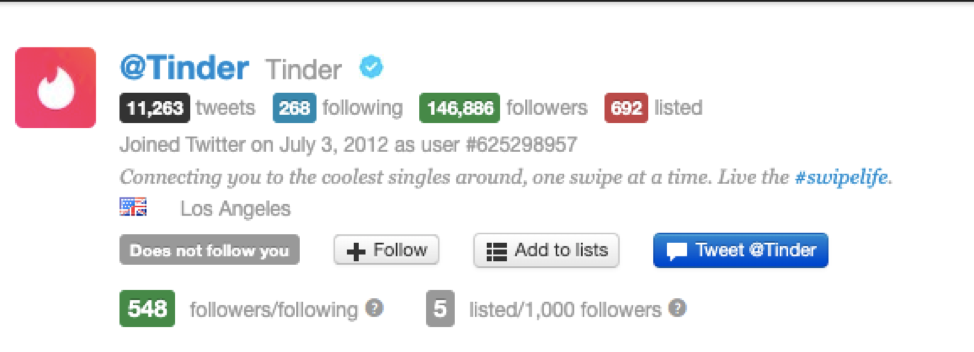 @Tinder Tinder
11,263 tweets 268 following 146,886 followers 692 listed
Joined Twitter on July 3, 2012 as user #625298957
Connecting you to the coolest singles around, one swipe at a time. Live the #swipelife.
Los Angeles
Does not follow you Follow Add to lists Tweet @Tinder
548 followers/following ? 5 listed/1,000 followers ?